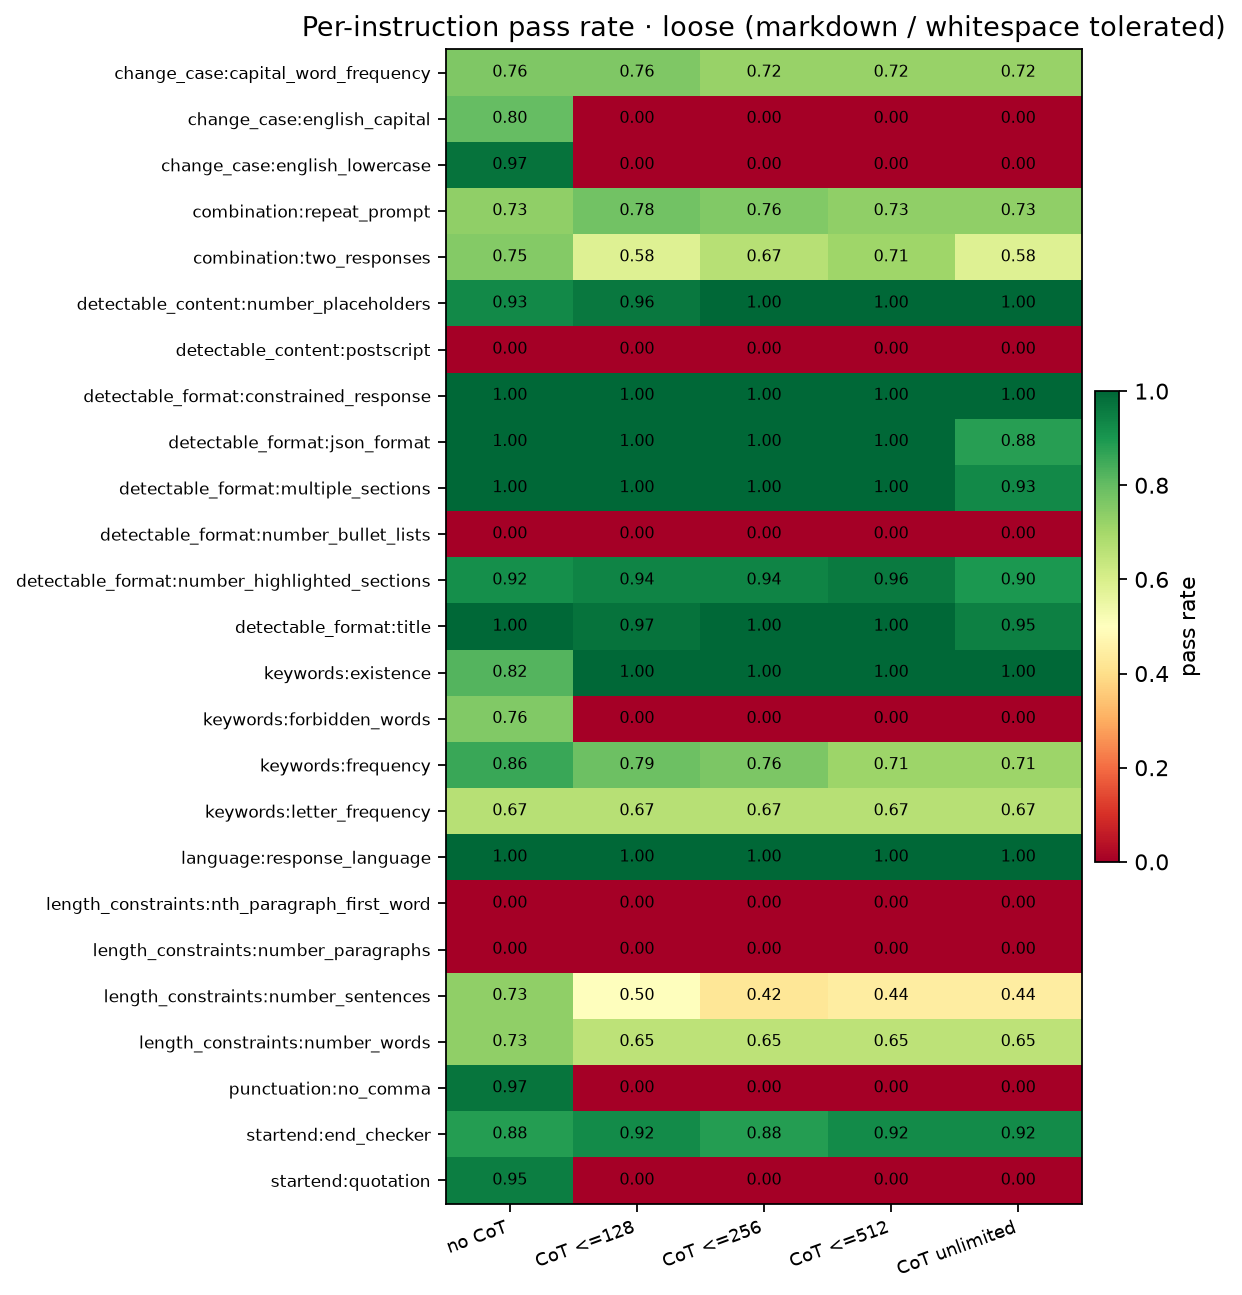 Per-instruction pass rate · loose (markdown / whitespace tolerated)
change_case:capital_word_frequency 0.76 0.76 0.72 0.72 0.72
change_case:english_capital 0.80 0.00 0.00 0.00 0.00
change_case:english_lowercase 0.97 0.00 0.00 0.00 0.00
combination:repeat_prompt 0.73 0.78 0.76 0.73 0.73
combination:two_responses 0.75 0.58 0.67 0.71 0.58
detectable_content:number_placeholders 0.93 0.96 1.00 1.00 1.00
detectable_content:postscript 0.00 0.00 0.00 0.00 0.00
detectable_format:constrained_response 1.00 1.00 1.00 1.00 1.00
detectable_format:json_format 1.00 1.00 1.00 1.00 0.88
detectable_format:multiple_sections 1.00 1.00 1.00 1.00 0.93
detectable_format:number_bullet_lists 0.00 0.00 0.00 0.00 0.00
detectable_format:number_highlighted_sections 0.92 0.94 0.94 0.96 0.90
detectable_format:title 1.00 0.97 1.00 1.00 0.95
keywords:existence 0.82 1.00 1.00 1.00 1.00
keywords:forbidden_words 0.76 0.00 0.00 0.00 0.00
keywords:frequency 0.86 0.79 0.76 0.71 0.71
keywords:letter_frequency 0.67 0.67 0.67 0.67 0.67
language:response_language 1.00 1.00 1.00 1.00 1.00
length_constraints:nth_paragraph_first_word 0.00 0.00 0.00 0.00 0.00
length_constraints:number_paragraphs 0.00 0.00 0.00 0.00 0.00
length_constraints:number_sentences 0.73 0.50 0.42 0.44 0.44
length_constraints:number_words 0.73 0.65 0.65 0.65 0.65
punctuation:no_comma 0.97 0.00 0.00 0.00 0.00
startend:end_checker 0.88 0.92 0.88 0.92 0.92
startend:quotation 0.95 0.00 0.00 0.00 0.00
no CoT
CoT <=128
CoT <=256
CoT <=512
CoT unlimited
1.0
0.8
0.6
0.4
0.2
0.0
pass rate